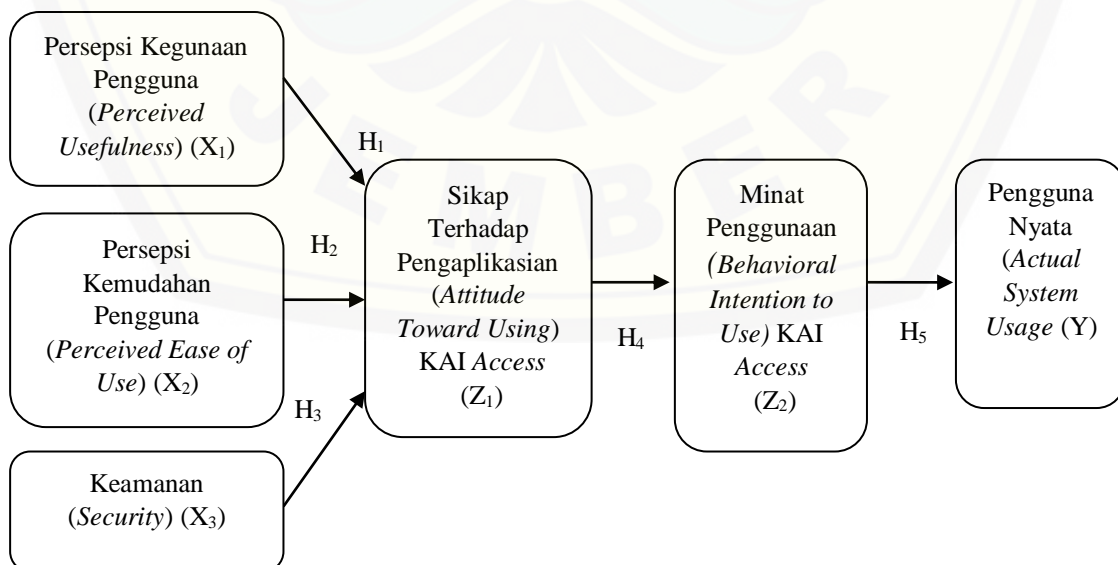 Persepsi Kegunaan
Pengguna
(Perceived
Usefulness) (X₁)
H₁
Persepsi
Kemudahan
Pengguna
(Perceived Ease of
Use) (X₂)
H₂
Keamanan
(Security) (X₃)
H₃
Sikap
Terhadap
Pengaplikasian
(Attitude
Toward Using)
KAI Access
(Z₁)
H₄
Minat
Penggunaan
(Behavioral
Intention to
Use) KAI
Access
(Z₂)
H₅
Pengguna
Nyata
(Actual
System
Usage (Y)
JEMBER